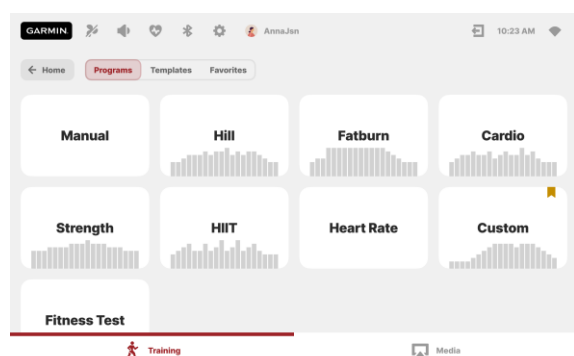 GARMIN AnnaJsn 10:23 AM
Home Programs Templates Favorites
Manual Hill Fatburn Cardio
Strength HIIT Heart Rate Custom
Fitness Test
Training Media